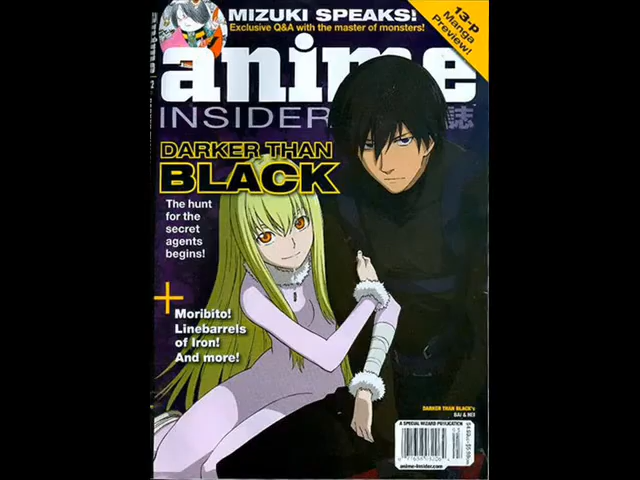 MIZUKI SPEAKS!
Exclusive Q&A with the master of monsters!
13-p
Manga
Preview!
anime
INSIDER
誌
DARKER THAN
BLACK
The hunt
for the
secret
agents
begins!
+
Moribito!
Linebarrels
of Iron!
And more!
DARKER THAN BLACK's
A SPECIAL WIZARD PUBLICATION
anime-insider.com